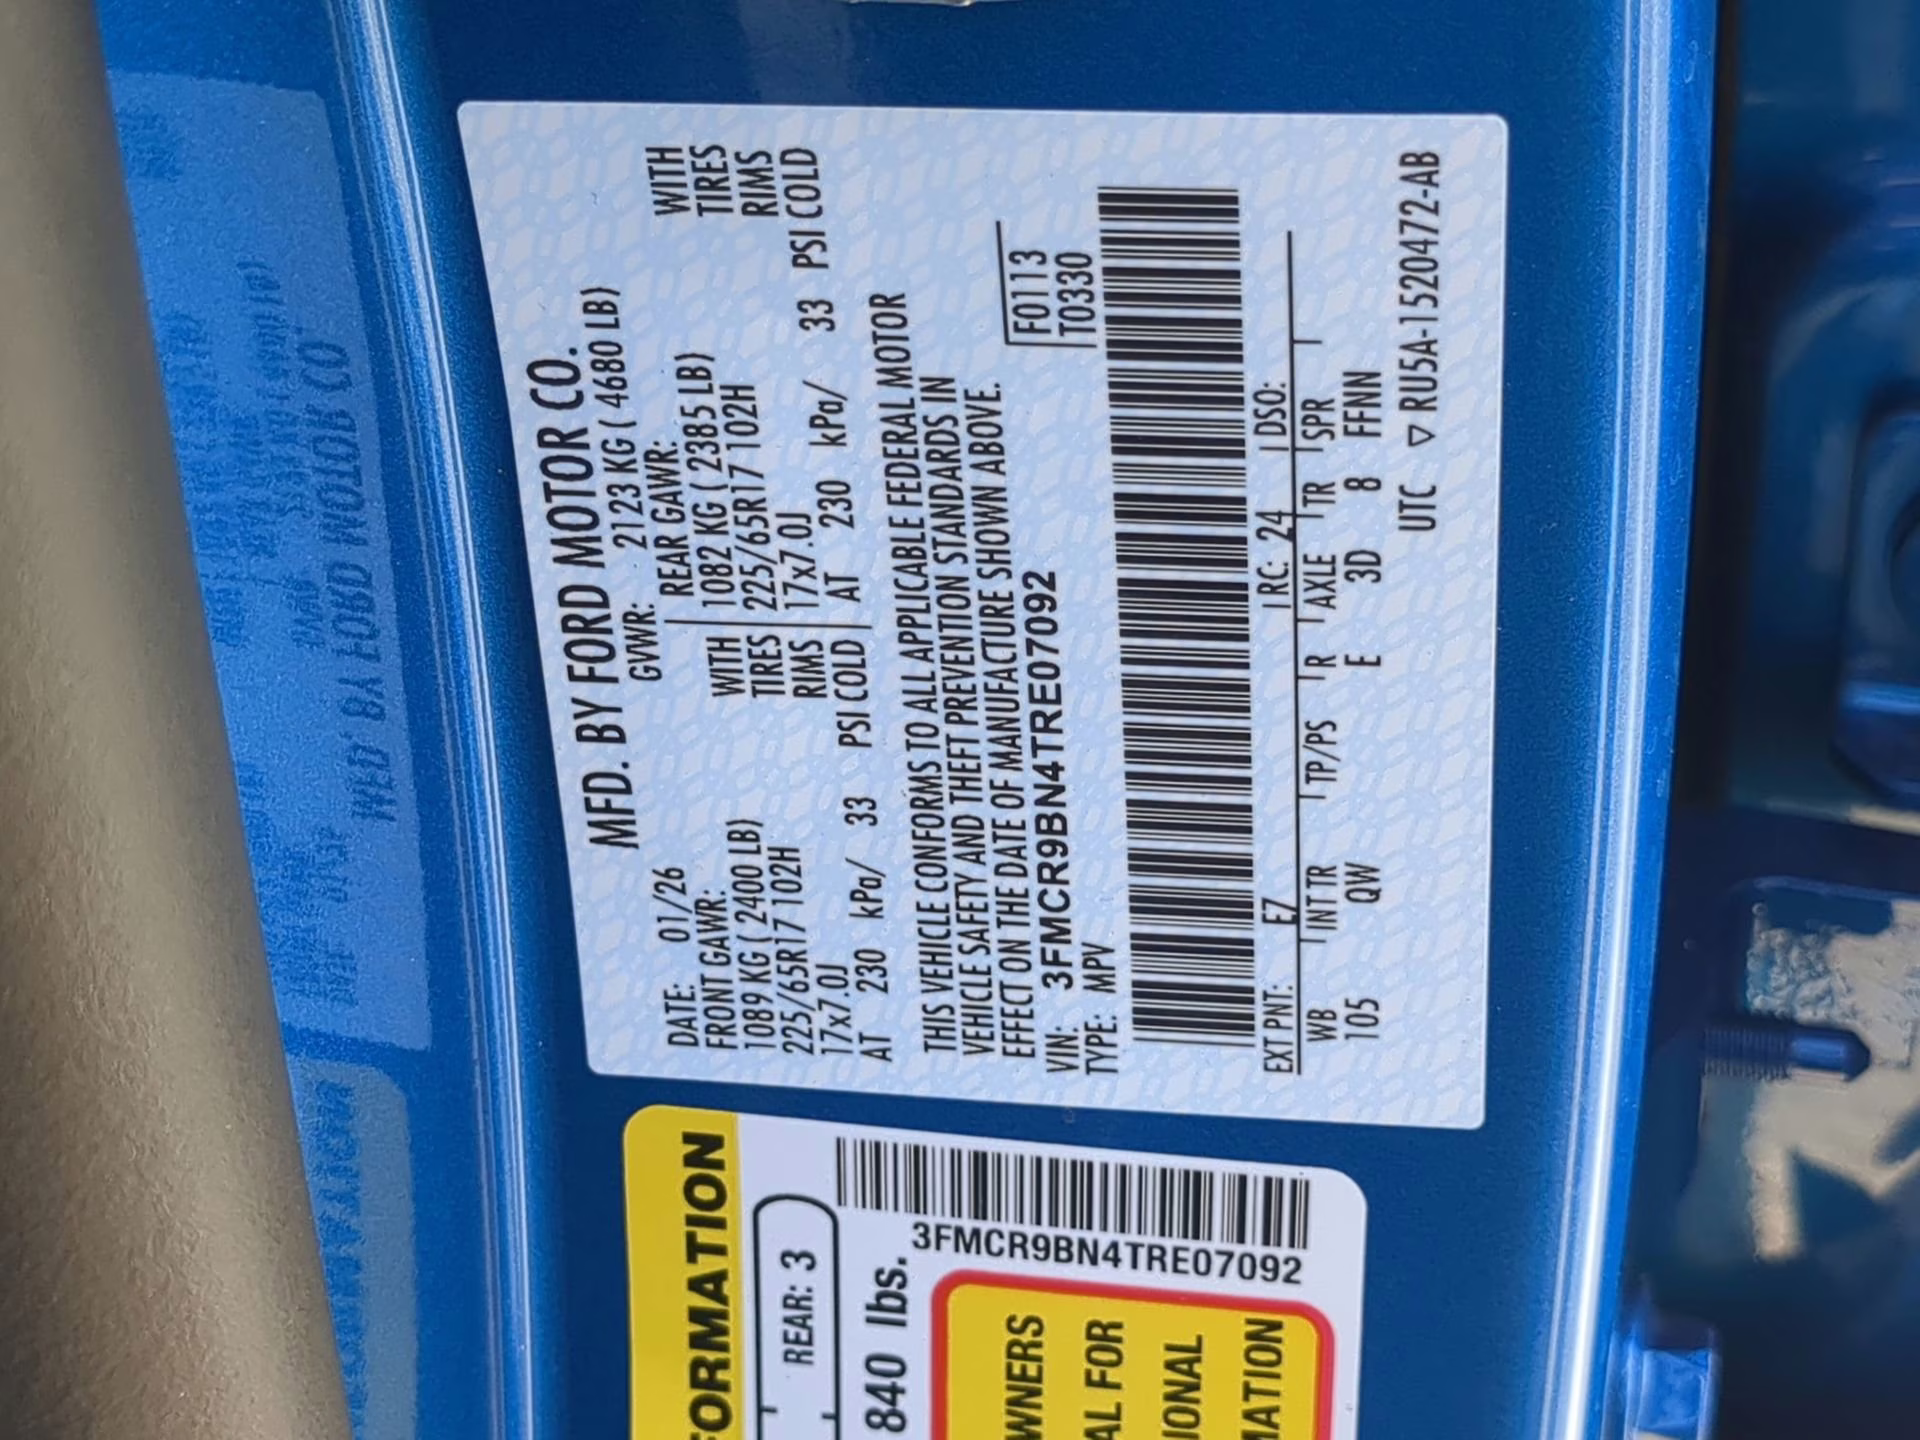 MFD. BY FORD MOTOR CO.
DATE: 01/26 GVWR: 2123 KG ( 4680 LB)
FRONT GAWR: REAR GAWR:
1089 KG ( 2400 LB) WITH 1082 KG ( 2385 LB) WITH
225/65R17 102H TIRES 225/65R17 102H TIRES
17x7.0J RIMS 17x7.0J RIMS
AT 230 kPa/ 33 PSI COLD AT 230 kPa/ 33 PSI COLD
THIS VEHICLE CONFORMS TO ALL APPLICABLE FEDERAL MOTOR
VEHICLE SAFETY AND THEFT PREVENTION STANDARDS IN
EFFECT ON THE DATE OF MANUFACTURE SHOWN ABOVE.
VIN: 3FMCR9BN4TRE07092 F0113
TYPE: MPV T0330
EXT PNT: EZ RC: 24 DSO:
WB INT TR TP/PS R AXLE TR SPR
105 QW E 3D 8 FFNN
UTC ▽ RU5A-1520472-AB
FORMATION
REAR: 3
840 lbs.
3FMCR9BN4TRE07092
WNERS
AL FOR
IONAL
MATION